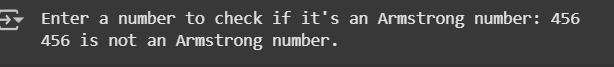 Enter a number to check if it's an Armstrong number: 456
456 is not an Armstrong number.